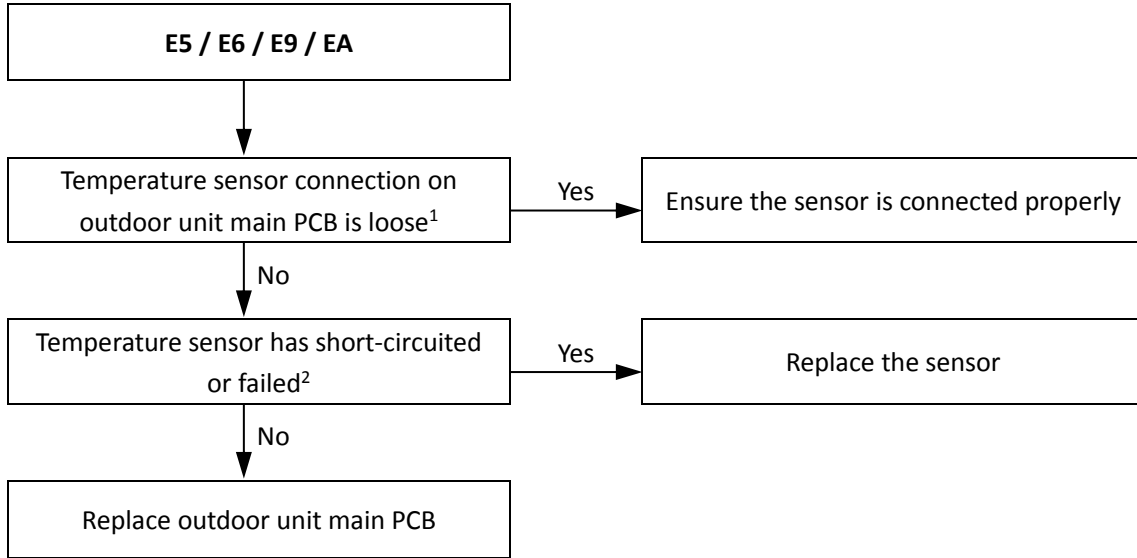 E5 / E6 / E9 / EA
Temperature sensor connection on
outdoor unit main PCB is loose¹
Yes
Ensure the sensor is connected properly
No
Temperature sensor has short-circuited
or failed²
Yes
Replace the sensor
No
Replace outdoor unit main PCB